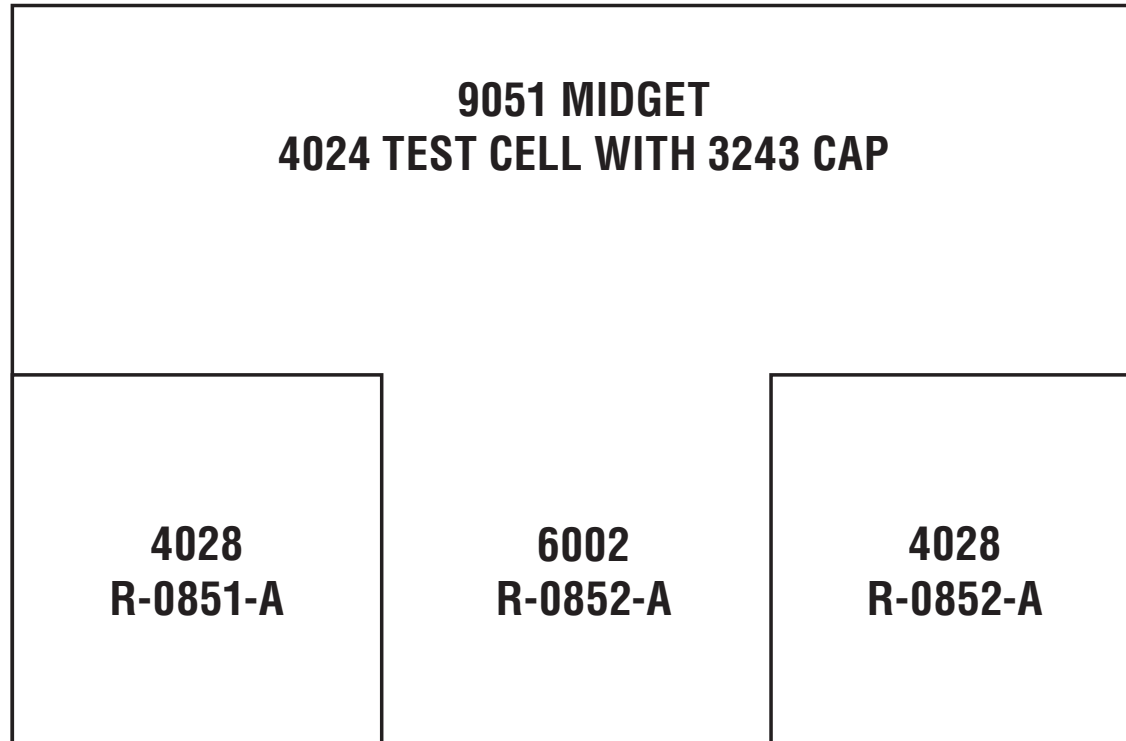 9051 MIDGET
4024 TEST CELL WITH 3243 CAP
4028
R-0851-A
6002
R-0852-A
4028
R-0852-A